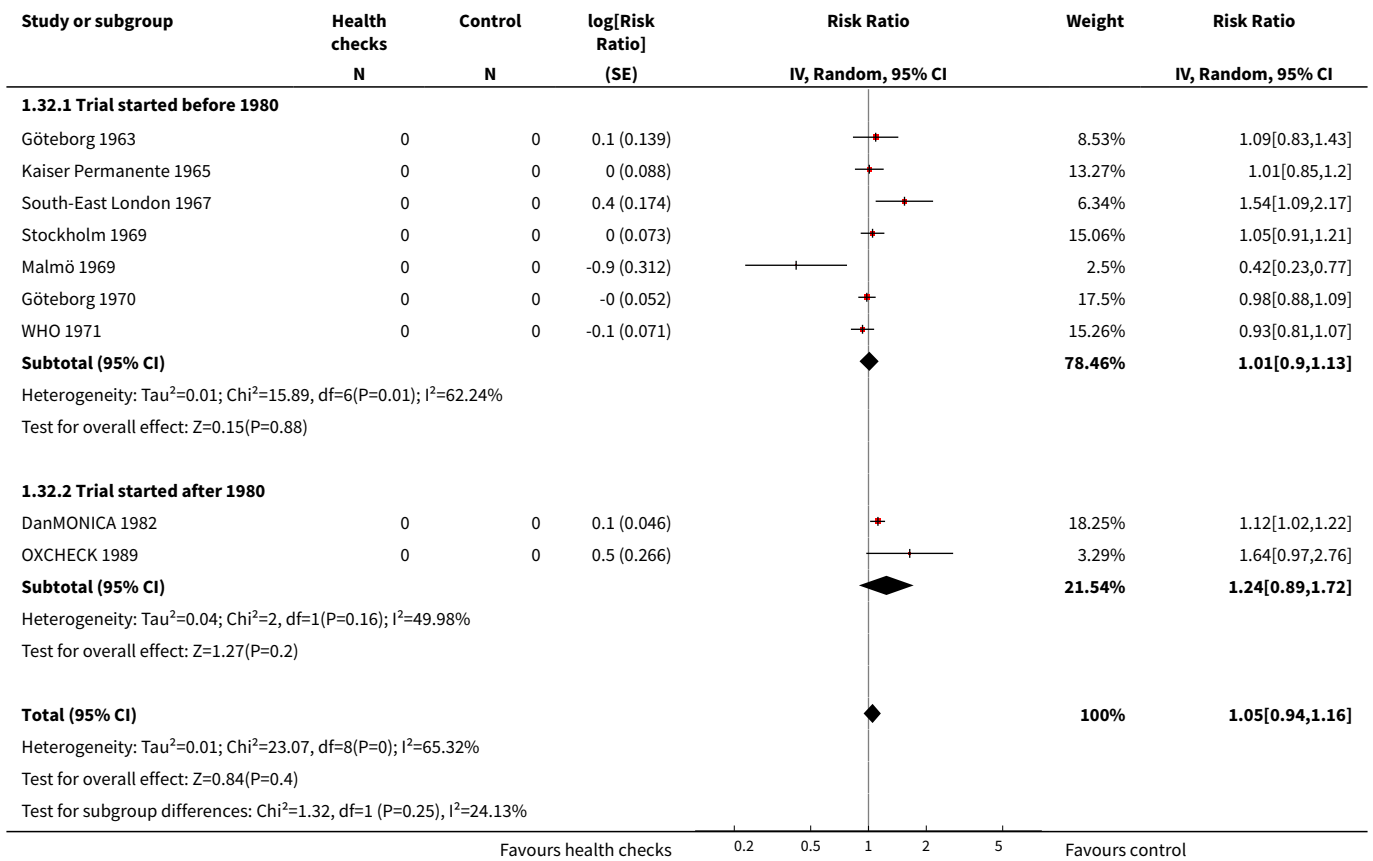 Study or subgroup Health checks Control log[Risk Ratio] Risk Ratio Weight Risk Ratio
N N (SE) IV, Random, 95% CI IV, Random, 95% CI
1.32.1 Trial started before 1980
Göteborg 1963 0 0 0.1 (0.139) 8.53% 1.09[0.83,1.43]
Kaiser Permanente 1965 0 0 0 (0.088) 13.27% 1.01[0.85,1.2]
South-East London 1967 0 0 0.4 (0.174) 6.34% 1.54[1.09,2.17]
Stockholm 1969 0 0 0 (0.073) 15.06% 1.05[0.91,1.21]
Malmö 1969 0 0 -0.9 (0.312) 2.5% 0.42[0.23,0.77]
Göteborg 1970 0 0 -0 (0.052) 17.5% 0.98[0.88,1.09]
WHO 1971 0 0 -0.1 (0.071) 15.26% 0.93[0.81,1.07]
Subtotal (95% CI) 78.46% 1.01[0.9,1.13]
Heterogeneity: Tau²=0.01; Chi²=15.89, df=6(P=0.01); I²=62.24%
Test for overall effect: Z=0.15(P=0.88)
1.32.2 Trial started after 1980
DanMONICA 1982 0 0 0.1 (0.046) 18.25% 1.12[1.02,1.22]
OXCHECK 1989 0 0 0.5 (0.266) 3.29% 1.64[0.97,2.76]
Subtotal (95% CI) 21.54% 1.24[0.89,1.72]
Heterogeneity: Tau²=0.04; Chi²=2, df=1(P=0.16); I²=49.98%
Test for overall effect: Z=1.27(P=0.2)
Total (95% CI) 100% 1.05[0.94,1.16]
Heterogeneity: Tau²=0.01; Chi²=23.07, df=8(P=0); I²=65.32%
Test for overall effect: Z=0.84(P=0.4)
Test for subgroup differences: Chi²=1.32, df=1 (P=0.25), I²=24.13%
Favours health checks 0.2 0.5 1 2 5 Favours control